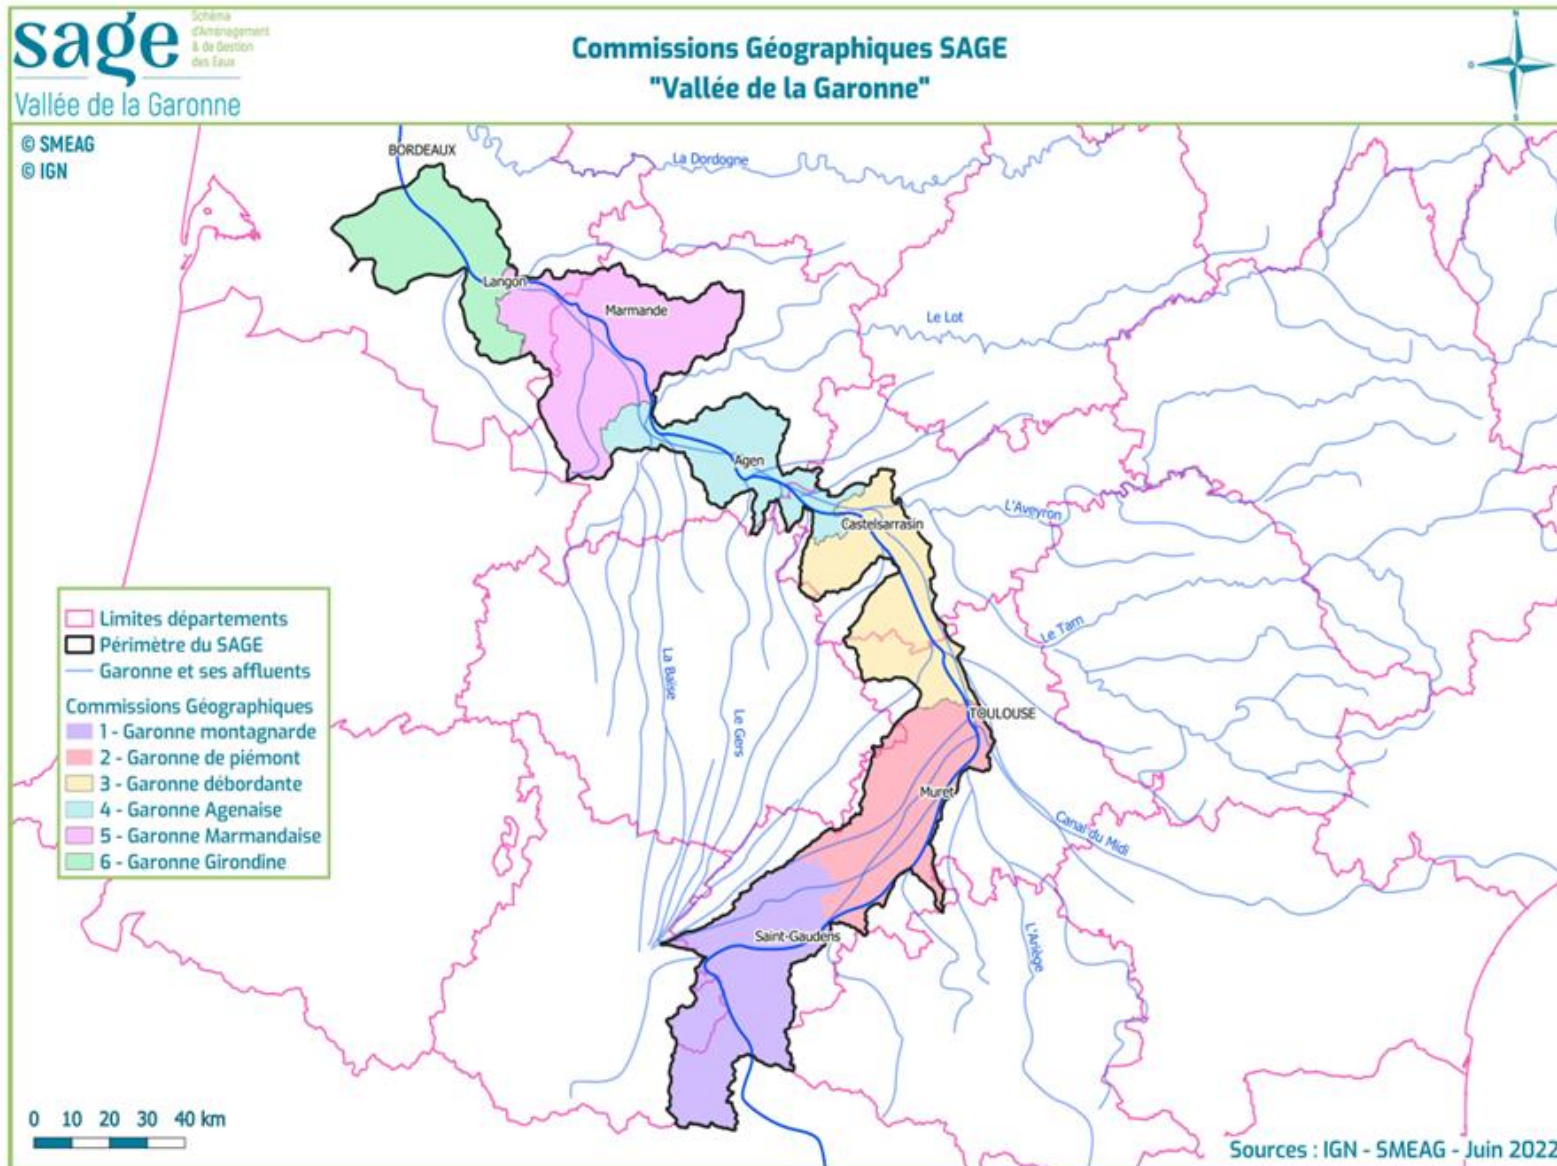 sage
Schéma
d'Aménagement
& de Gestion
des Eaux
Vallée de la Garonne
Commissions Géographiques SAGE
"Vallée de la Garonne"
N
O
S
© SMEAG
© IGN
BORDEAUX
La Dordogne
Langon
Marmande
Le Lot
Agen
Castelsarrasin
L'Aveyron
Le Tarn
La Baïse
Le Gers
TOULOUSE
Muret
Canal du Midi
Saint-Gaudens
L'Ariège
Limites départements
Périmètre du SAGE
Garonne et ses affluents
Commissions Géographiques
1 - Garonne montagnarde
2 - Garonne de piémont
3 - Garonne débordante
4 - Garonne Agenaise
5 - Garonne Marmandaise
6 - Garonne Girondine
0 10 20 30 40 km
Sources : IGN - SMEAG - Juin 2022